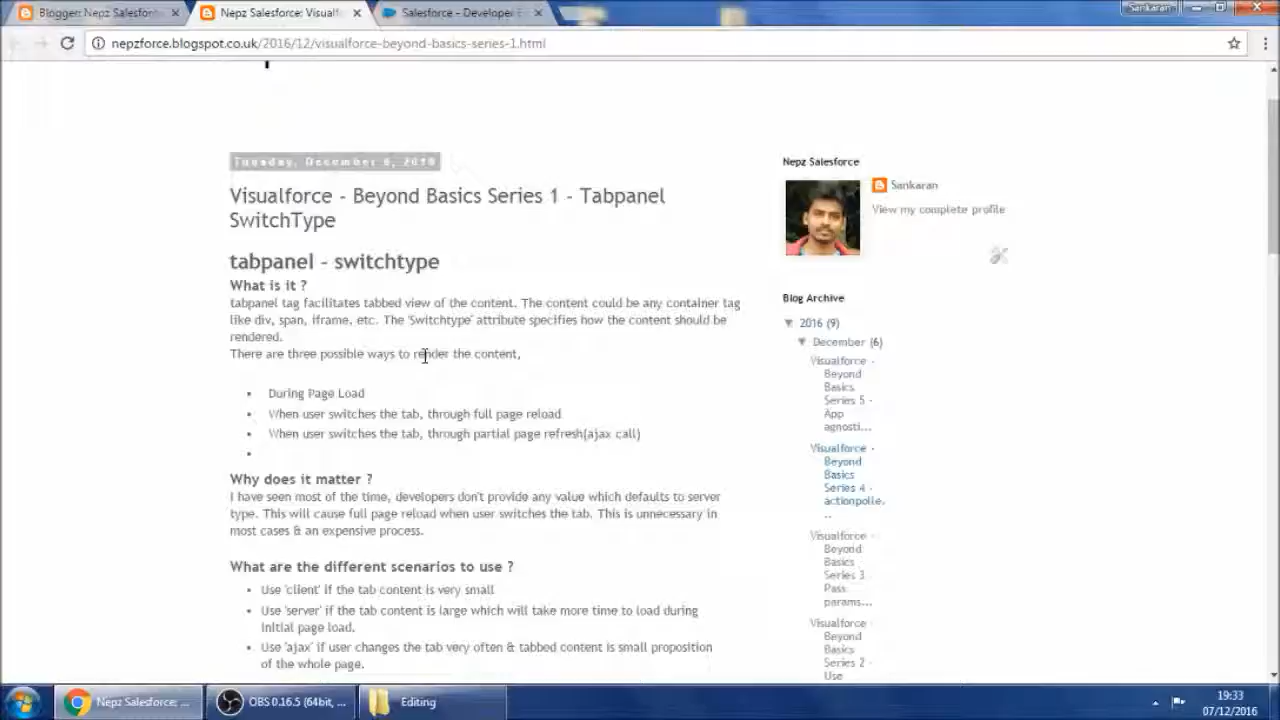 Blogger: Nepz Salesforc
Nepz Salesforce: Visualf
Salesforce - Developer E
Sankaran
nepzforce.blogspot.co.uk/2016/12/visualforce-beyond-basics-series-1.html
Tuesday, December 6, 2016
Visualforce - Beyond Basics Series 1 - Tabpanel
SwitchType
tabpanel - switchtype
What is it ?
tabpanel tag facilitates tabbed view of the content. The content could be any container tag
like div, span, iframe, etc. The 'Switchtype' attribute specifies how the content should be
rendered.
There are three possible ways to render the content,
During Page Load
When user switches the tab, through full page reload
When user switches the tab, through partial page refresh(ajax call)
Why does it matter ?
I have seen most of the time, developers don't provide any value which defaults to server
type. This will cause full page reload when user switches the tab. This is unnecessary in
most cases & an expensive process.
What are the different scenarios to use ?
Use 'client' if the tab content is very small
Use 'server' if the tab content is large which will take more time to load during
initial page load.
Use 'ajax' if user changes the tab very often & tabbed content is small proposition
of the whole page.
Nepz Salesforce
Sankaran
View my complete profile
Blog Archive
▼ 2016 (9)
▼ December (6)
Visualforce -
Beyond
Basics
Series 5 -
App
agnosti...
Visualforce -
Beyond
Basics
Series 4 -
actionpolle.
..
Visualforce -
Beyond
Basics
Series 3
Pass
params...
Visualforce -
Beyond
Basics
Series 2 -
Use
Nepz Salesforce: ...
OBS 0.16.5 (64bit, ...
Editing
19:33
07/12/2016